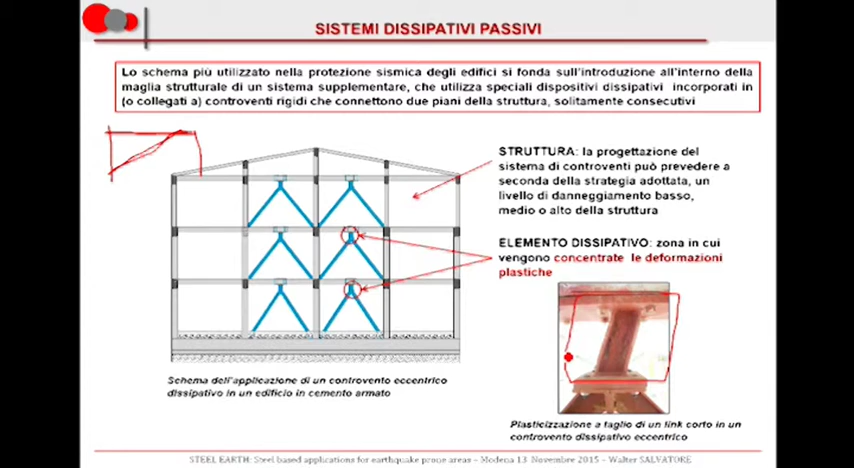 SISTEMI DISSIPATIVI PASSIVI
Lo schema più utilizzato nella protezione sismica degli edifici si fonda sull'introduzione all'interno della
maglia strutturale di un sistema supplementare, che utilizza speciali dispositivi dissipativi incorporati in
(o collegati a) controventi rigidi che connettono due piani della struttura, solitamente consecutivi
STRUTTURA: la progettazione del
sistema di controventi può prevedere a
seconda della strategia adottata, un
livello di danneggiamento basso,
medio o alto della struttura
ELEMENTO DISSIPATIVO: zona in cui
vengono concentrate le deformazioni
plastiche
Schema dell'applicazione di un controvento eccentrico
dissipativo in un edificio in cemento armato
Plasticizzazione a taglio di un link corto in un
controvento dissipativo eccentrico
STEEL EARTH: Steel based applications for earthquake prone areas – Modena 13 Novembre 2015 – Walter SALVATORE